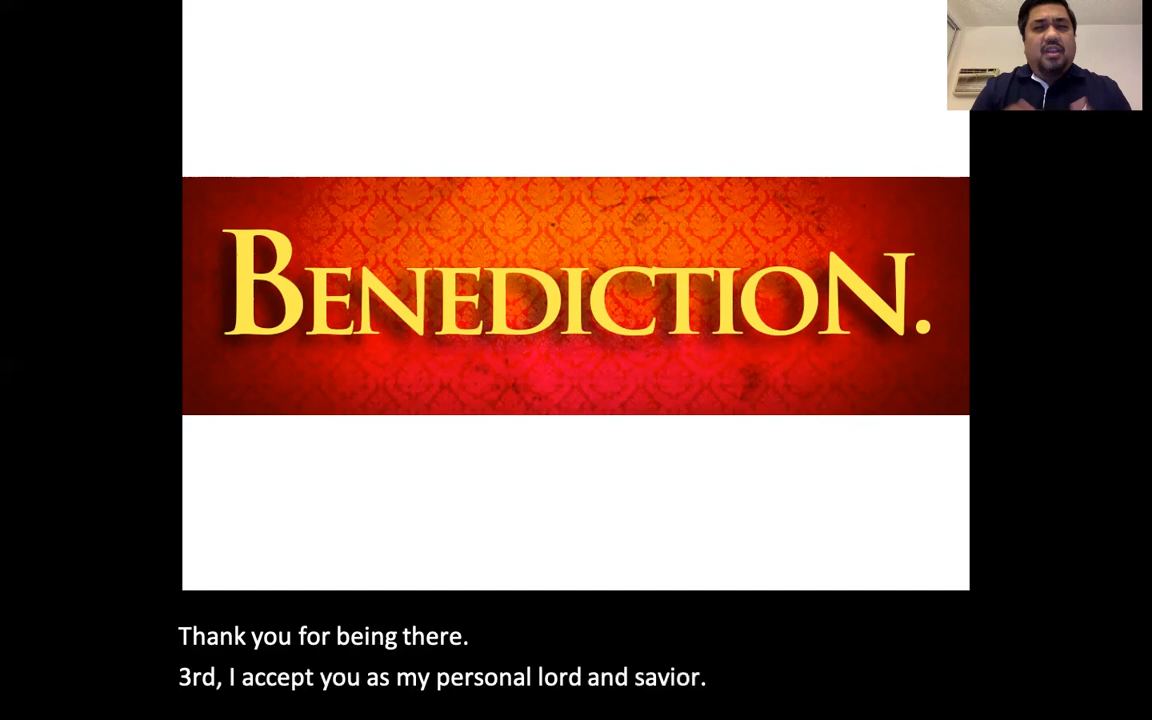 BENEDICTION.
Thank you for being there.
3rd, I accept you as my personal lord and savior.